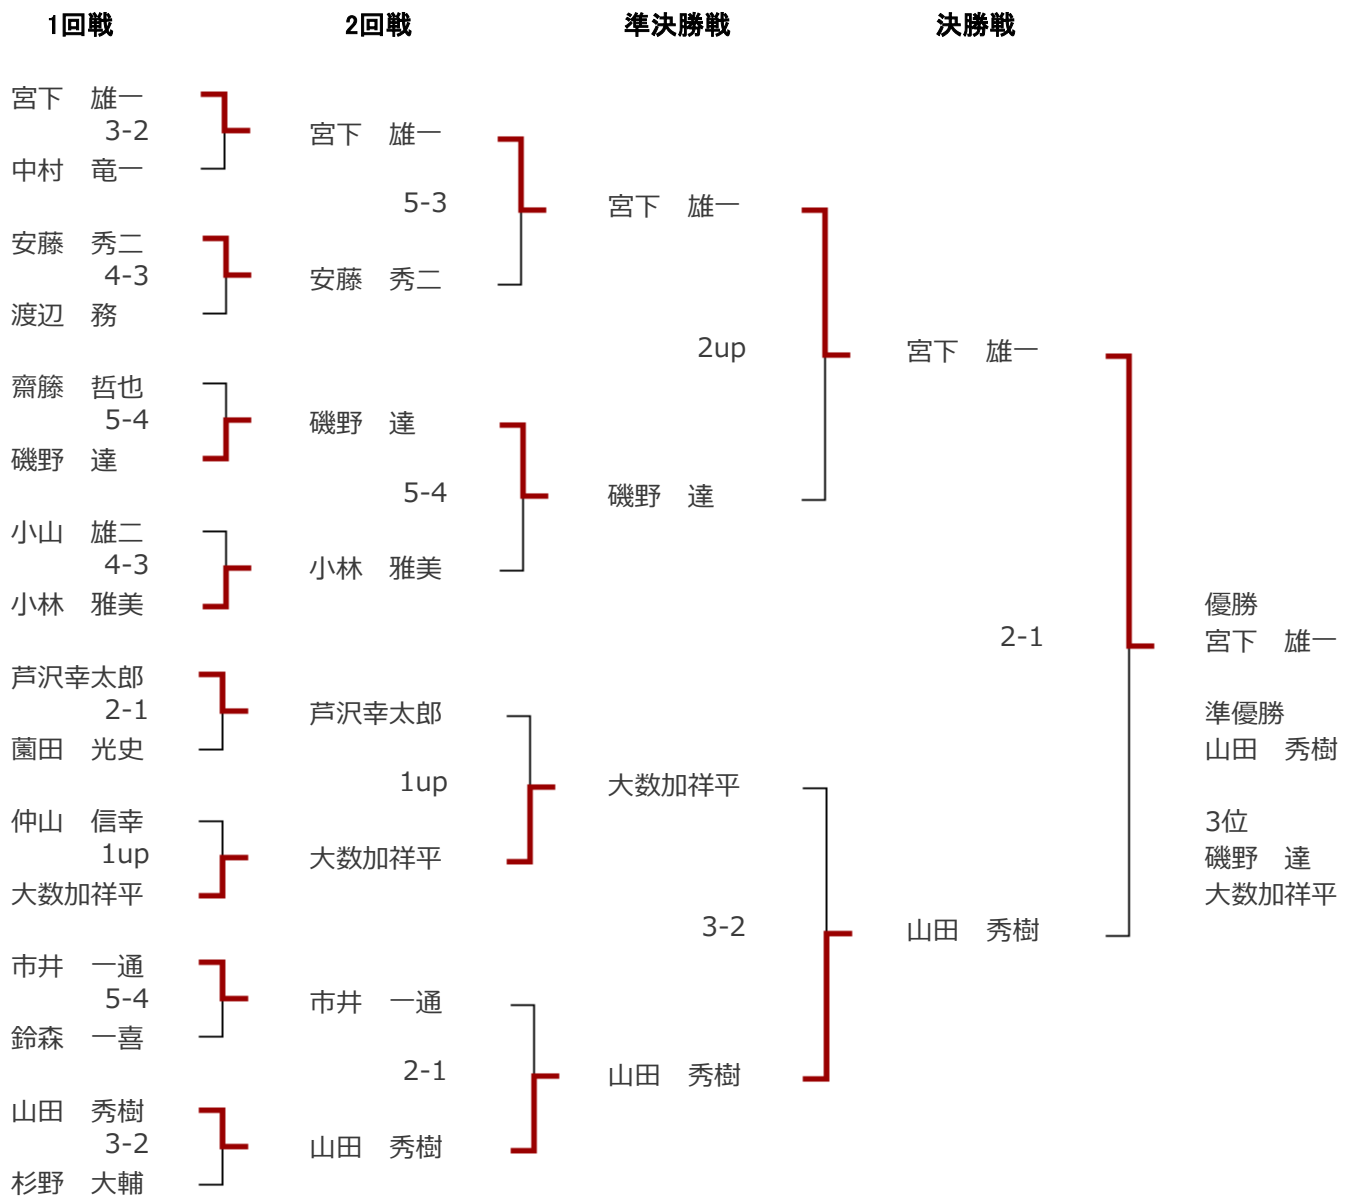 1回戦
2回戦
準決勝戦
決勝戦
宮下　雄一
3-2
中村　竜一
安藤　秀二
4-3
渡辺　務
齋籐　哲也
5-4
磯野　達
小山　雄二
4-3
小林　雅美
芦沢幸太郎
2-1
薗田　光史
仲山　信幸
1up
大数加祥平
市井　一通
5-4
鈴森　一喜
山田　秀樹
3-2
杉野　大輔
宮下　雄一
5-3
安藤　秀二
磯野　達
5-4
小林　雅美
芦沢幸太郎
1up
大数加祥平
市井　一通
2-1
山田　秀樹
宮下　雄一
2up
磯野　達
大数加祥平
3-2
山田　秀樹
宮下　雄一
2-1
山田　秀樹
優勝
宮下　雄一
準優勝
山田　秀樹
3位
磯野　達
大数加祥平